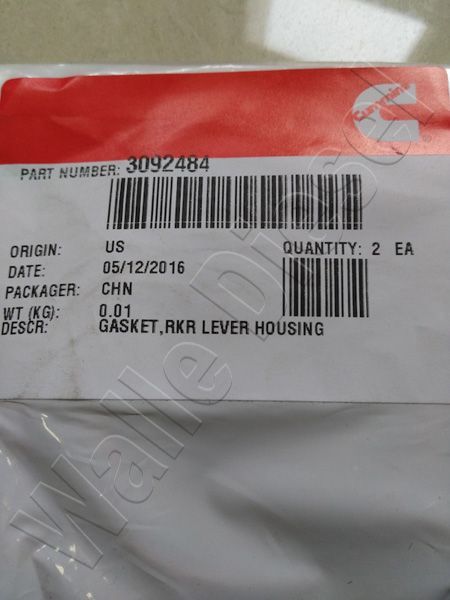 Cummins
PART NUMBER: 3092484
ORIGIN: US QUANTITY: 2 EA
DATE: 05/12/2016
PACKAGER: CHN
WT (KG): 0.01
DESCR: GASKET,RKR LEVER HOUSING
Walle Diesel